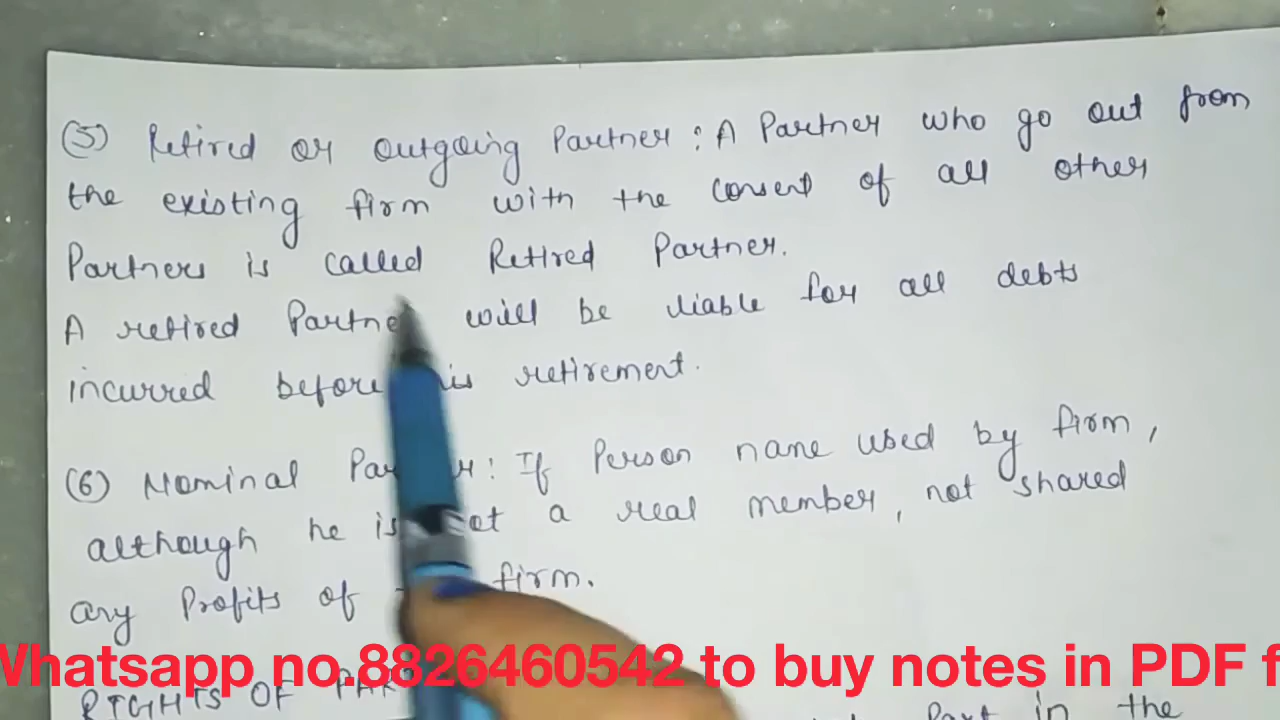 (5) Retired or outgoing Partner : A Partner who go out from
the existing firm with the consent of all other
Partners is called Retired Partner.
A retired Partner will be liable for all debts
incurred before his retirement.
(6) Nominal Partner : If Person name used by firm,
although he is not a real member, not shared
any Profits of firm.
Whatsapp no.8826460542 to buy notes in PDF f
RIGHTS OF Part in the